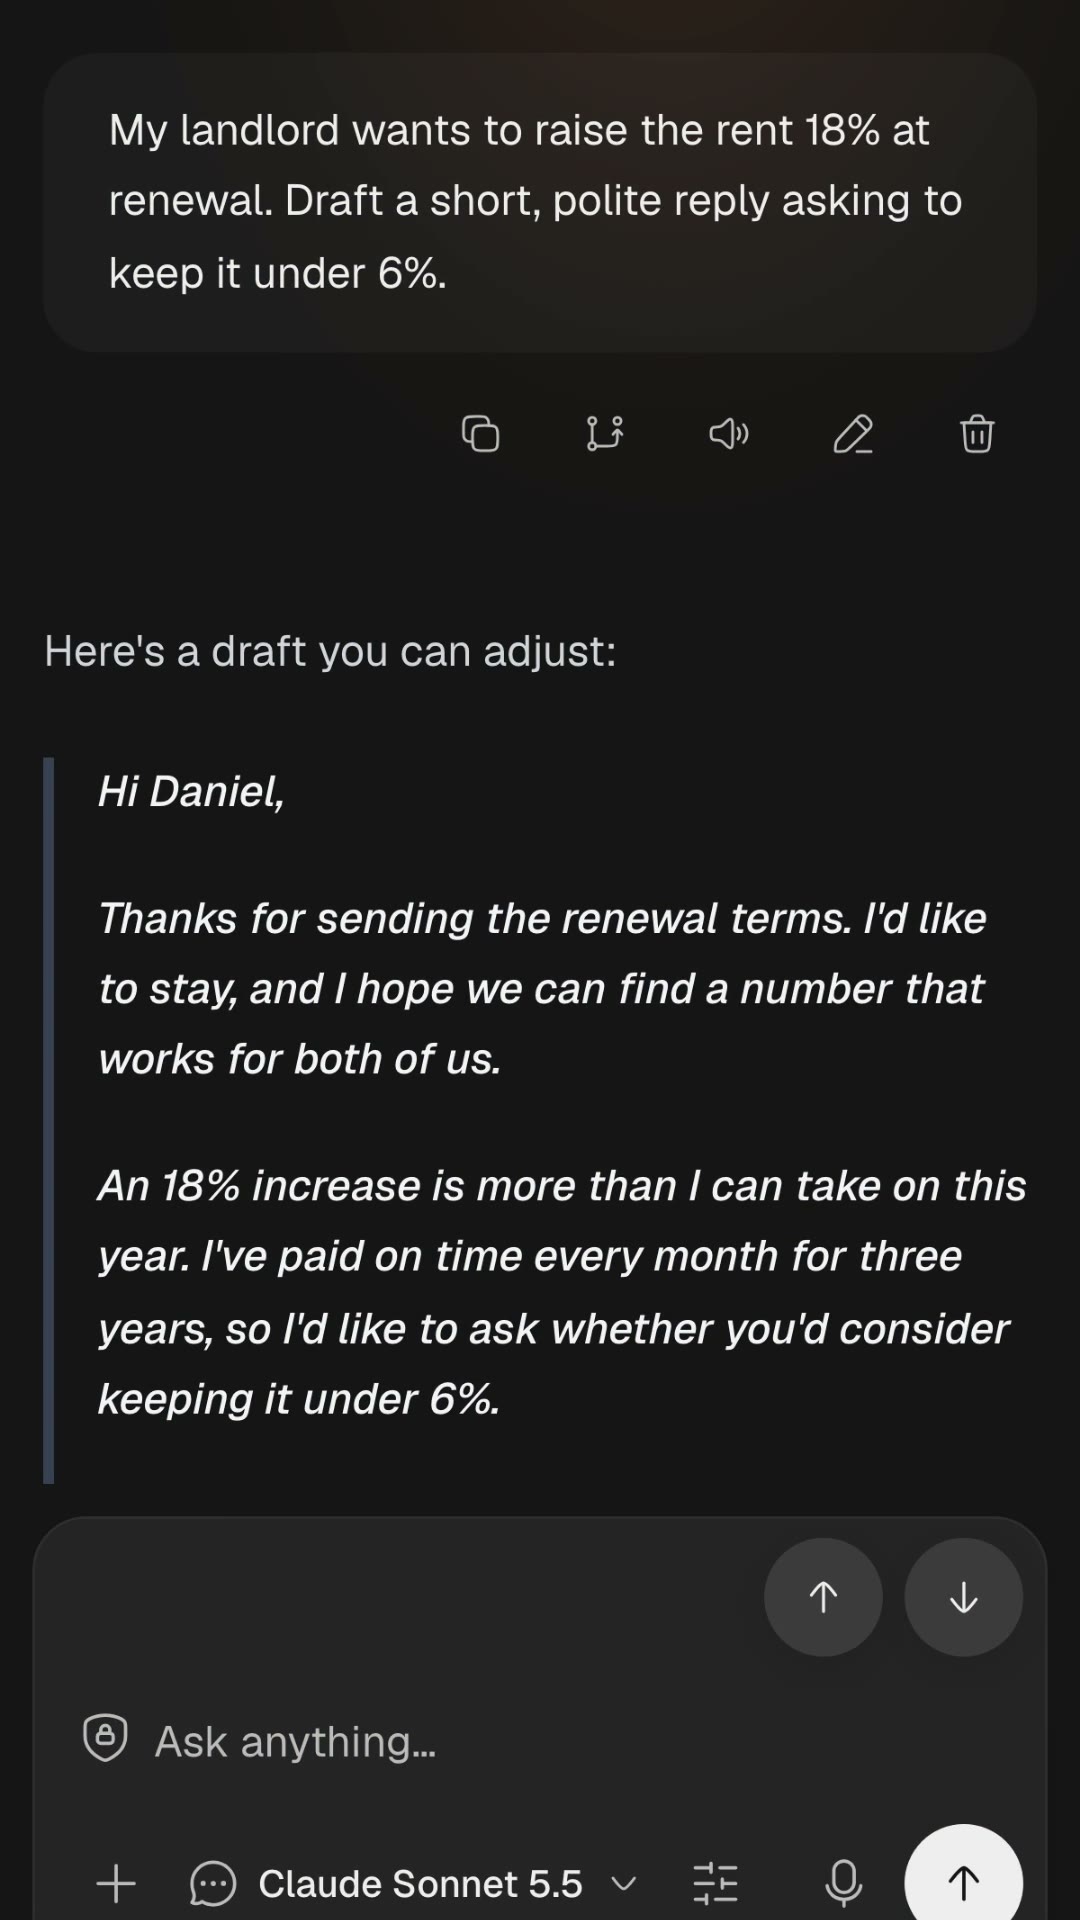 My landlord wants to raise the rent 18% at
renewal. Draft a short, polite reply asking to
keep it under 6%.
Here's a draft you can adjust:
Hi Daniel,
Thanks for sending the renewal terms. I'd like
to stay, and I hope we can find a number that
works for both of us.
An 18% increase is more than I can take on this
year. I've paid on time every month for three
years, so I'd like to ask whether you'd consider
keeping it under 6%.
Ask anything...
Claude Sonnet 5.5